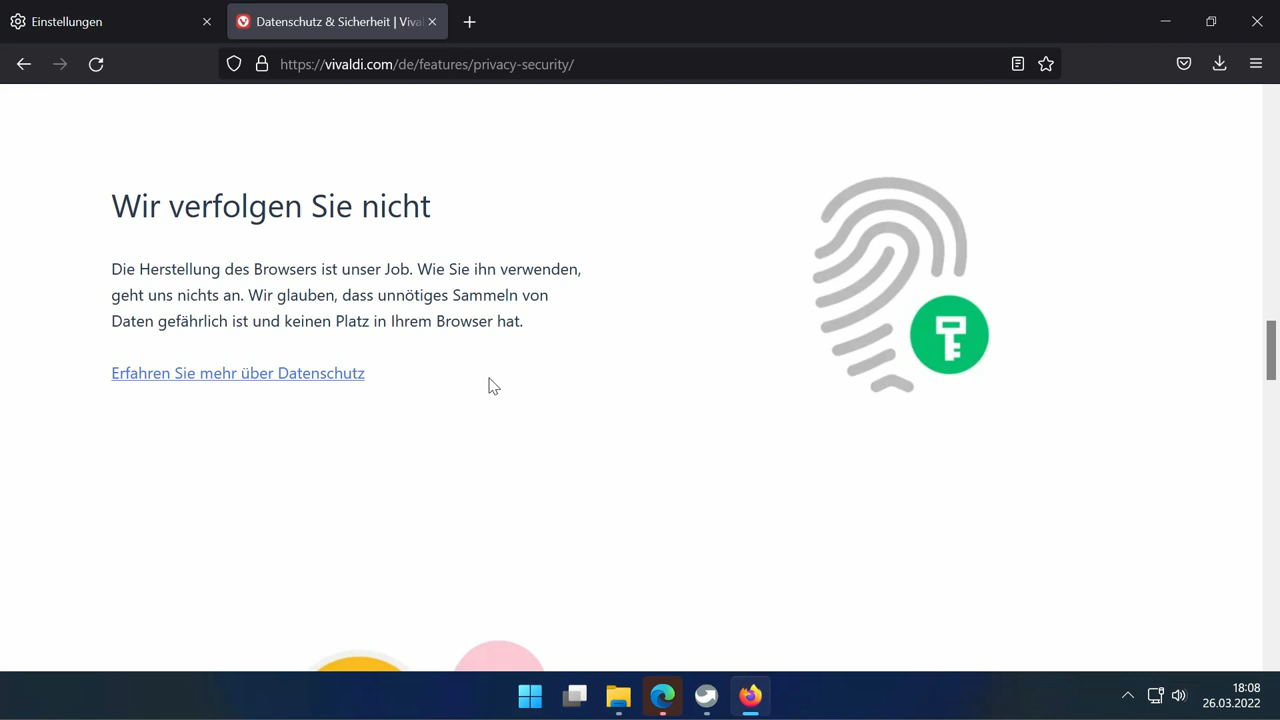 Einstellungen
Datenschutz & Sicherheit | Vival
https://vivaldi.com/de/features/privacy-security/
Wir verfolgen Sie nicht
Die Herstellung des Browsers ist unser Job. Wie Sie ihn verwenden,
geht uns nichts an. Wir glauben, dass unnötiges Sammeln von
Daten gefährlich ist und keinen Platz in Ihrem Browser hat.
Erfahren Sie mehr über Datenschutz
18:08
26.03.2022